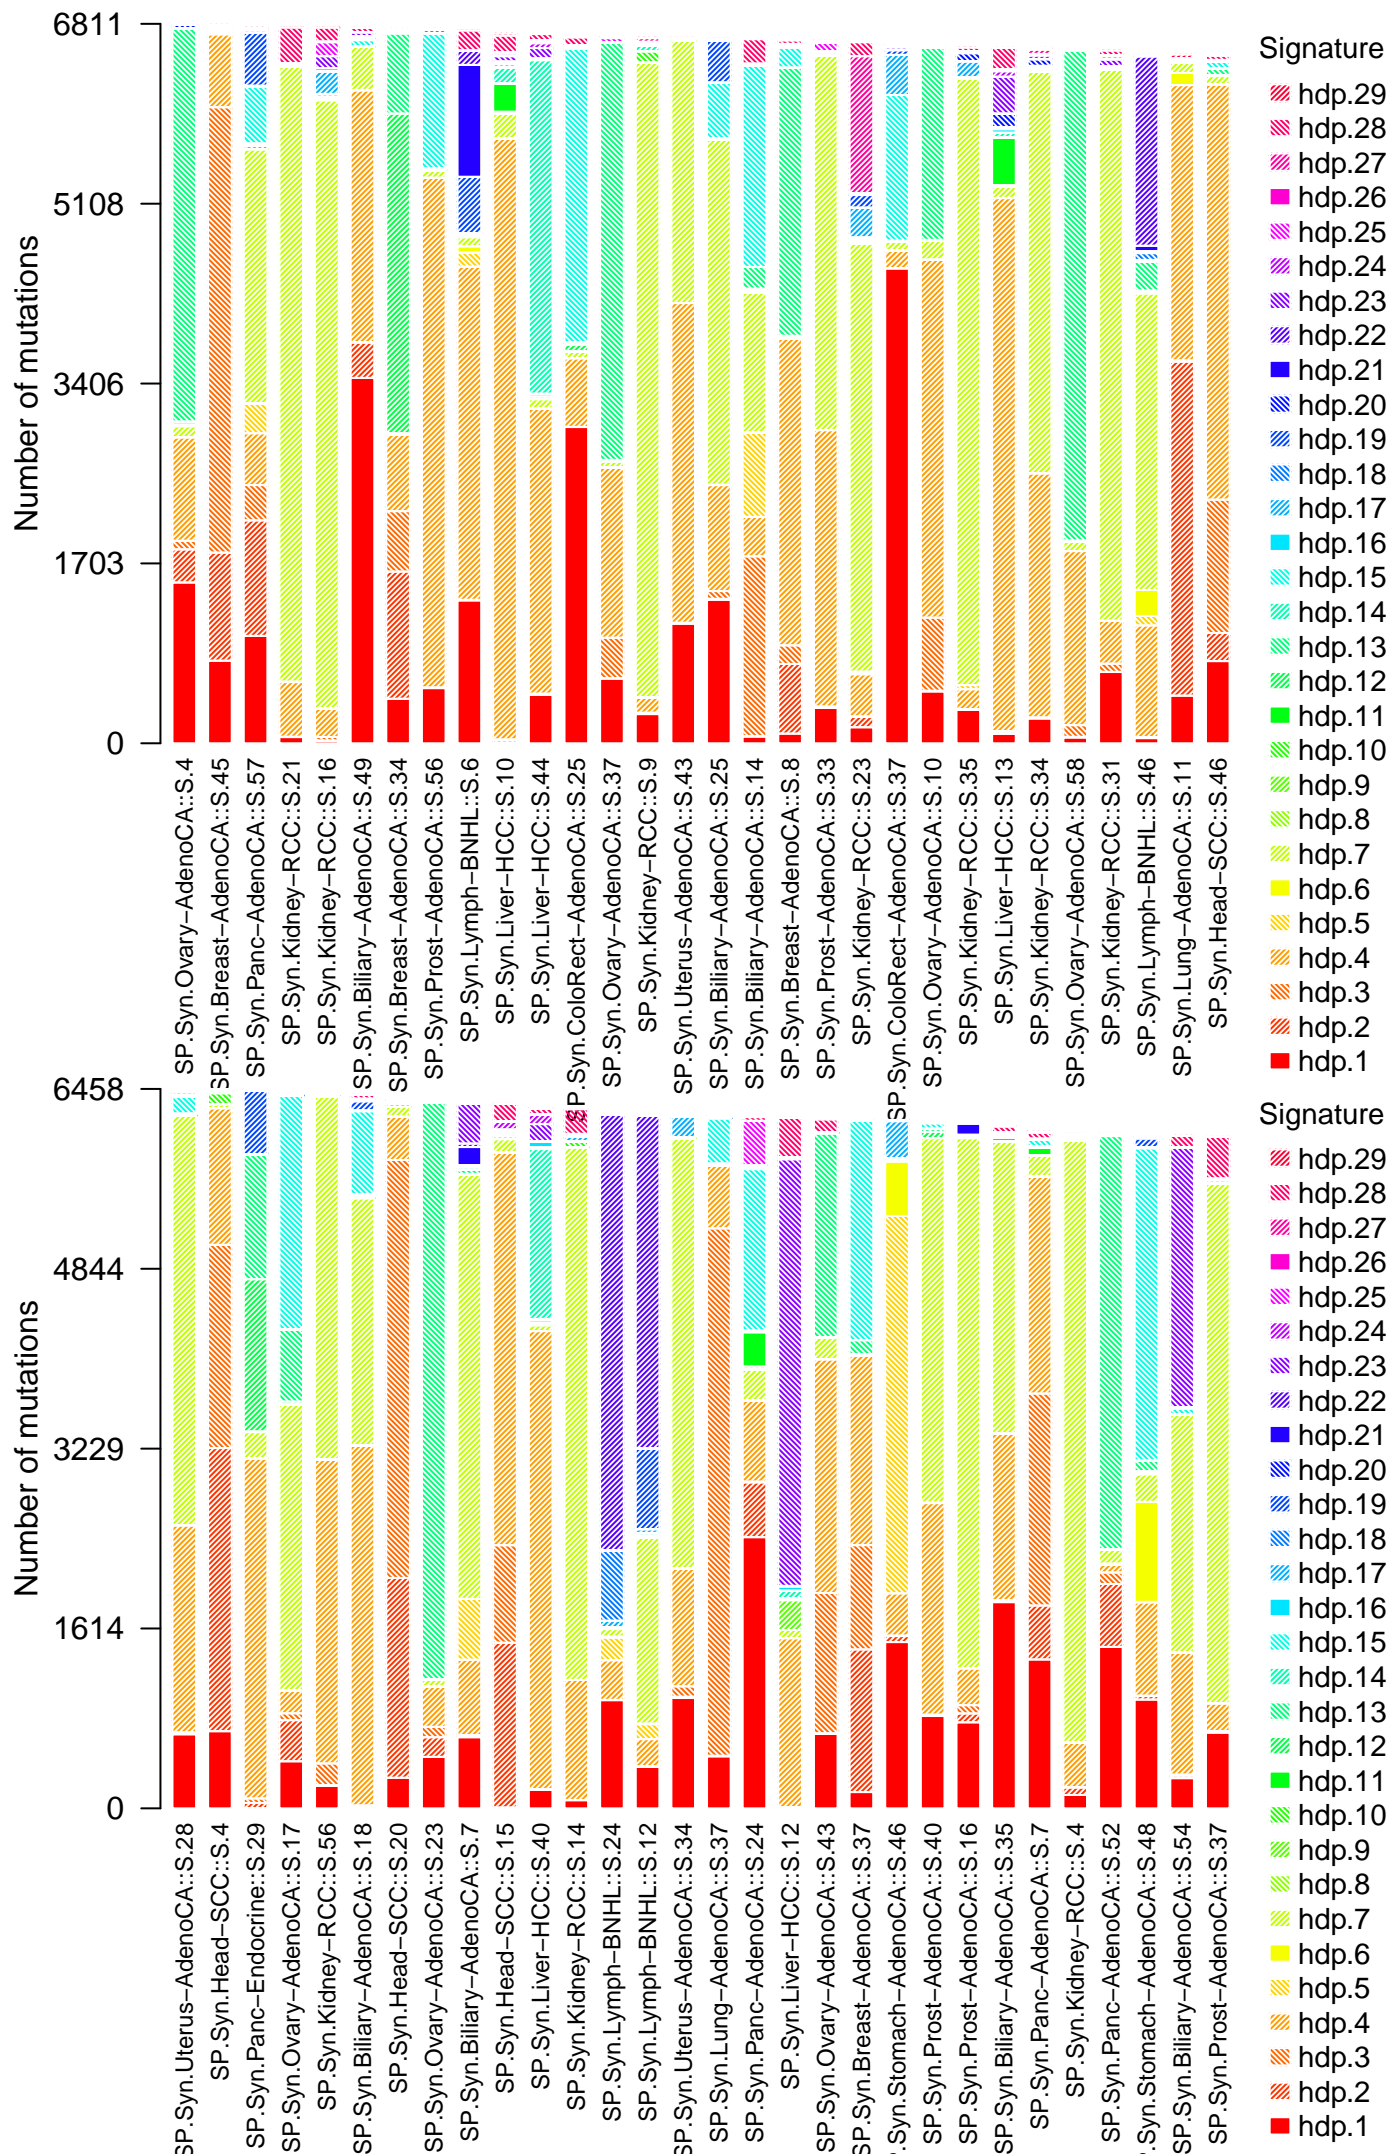 Number of mutations
6811
5108
3406
1703
0
SP.Syn.Ovary−AdenoCA::S.4
SP.Syn.Breast−AdenoCA::S.45
SP.Syn.Panc−AdenoCA::S.57
SP.Syn.Kidney−RCC::S.21
SP.Syn.Kidney−RCC::S.16
SP.Syn.Biliary−AdenoCA::S.49
SP.Syn.Breast−AdenoCA::S.34
SP.Syn.Prost−AdenoCA::S.56
SP.Syn.Lymph−BNHL::S.6
SP.Syn.Liver−HCC::S.10
SP.Syn.Liver−HCC::S.44
SP.Syn.ColoRect−AdenoCA::S.25
SP.Syn.Ovary−AdenoCA::S.37
SP.Syn.Kidney−RCC::S.9
SP.Syn.Uterus−AdenoCA::S.43
SP.Syn.Biliary−AdenoCA::S.25
SP.Syn.Biliary−AdenoCA::S.14
SP.Syn.Breast−AdenoCA::S.8
SP.Syn.Prost−AdenoCA::S.33
SP.Syn.Kidney−RCC::S.23
SP.Syn.ColoRect−AdenoCA::S.37
SP.Syn.Ovary−AdenoCA::S.10
SP.Syn.Kidney−RCC::S.35
SP.Syn.Liver−HCC::S.13
SP.Syn.Kidney−RCC::S.34
SP.Syn.Ovary−AdenoCA::S.58
SP.Syn.Kidney−RCC::S.31
SP.Syn.Lymph−BNHL::S.46
SP.Syn.Lung−AdenoCA::S.11
SP.Syn.Head−SCC::S.46
Signature
hdp.29
hdp.28
hdp.27
hdp.26
hdp.25
hdp.24
hdp.23
hdp.22
hdp.21
hdp.20
hdp.19
hdp.18
hdp.17
hdp.16
hdp.15
hdp.14
hdp.13
hdp.12
hdp.11
hdp.10
hdp.9
hdp.8
hdp.7
hdp.6
hdp.5
hdp.4
hdp.3
hdp.2
hdp.1
Number of mutations
6458
4844
3229
1614
0
SP.Syn.Uterus−AdenoCA::S.28
SP.Syn.Head−SCC::S.4
SP.Syn.Panc−Endocrine::S.29
SP.Syn.Ovary−AdenoCA::S.17
SP.Syn.Kidney−RCC::S.56
SP.Syn.Biliary−AdenoCA::S.18
SP.Syn.Head−SCC::S.20
SP.Syn.Ovary−AdenoCA::S.23
SP.Syn.Biliary−AdenoCA::S.7
SP.Syn.Head−SCC::S.15
SP.Syn.Liver−HCC::S.40
SP.Syn.Kidney−RCC::S.14
SP.Syn.Lymph−BNHL::S.24
SP.Syn.Lymph−BNHL::S.12
SP.Syn.Uterus−AdenoCA::S.34
SP.Syn.Lung−AdenoCA::S.37
SP.Syn.Panc−AdenoCA::S.24
SP.Syn.Liver−HCC::S.12
SP.Syn.Ovary−AdenoCA::S.43
SP.Syn.Breast−AdenoCA::S.37
P.Syn.Stomach−AdenoCA::S.46
SP.Syn.Prost−AdenoCA::S.40
SP.Syn.Prost−AdenoCA::S.16
SP.Syn.Biliary−AdenoCA::S.35
SP.Syn.Panc−AdenoCA::S.7
SP.Syn.Kidney−RCC::S.4
SP.Syn.Panc−AdenoCA::S.52
P.Syn.Stomach−AdenoCA::S.48
SP.Syn.Biliary−AdenoCA::S.54
SP.Syn.Prost−AdenoCA::S.37
Signature
hdp.29
hdp.28
hdp.27
hdp.26
hdp.25
hdp.24
hdp.23
hdp.22
hdp.21
hdp.20
hdp.19
hdp.18
hdp.17
hdp.16
hdp.15
hdp.14
hdp.13
hdp.12
hdp.11
hdp.10
hdp.9
hdp.8
hdp.7
hdp.6
hdp.5
hdp.4
hdp.3
hdp.2
hdp.1